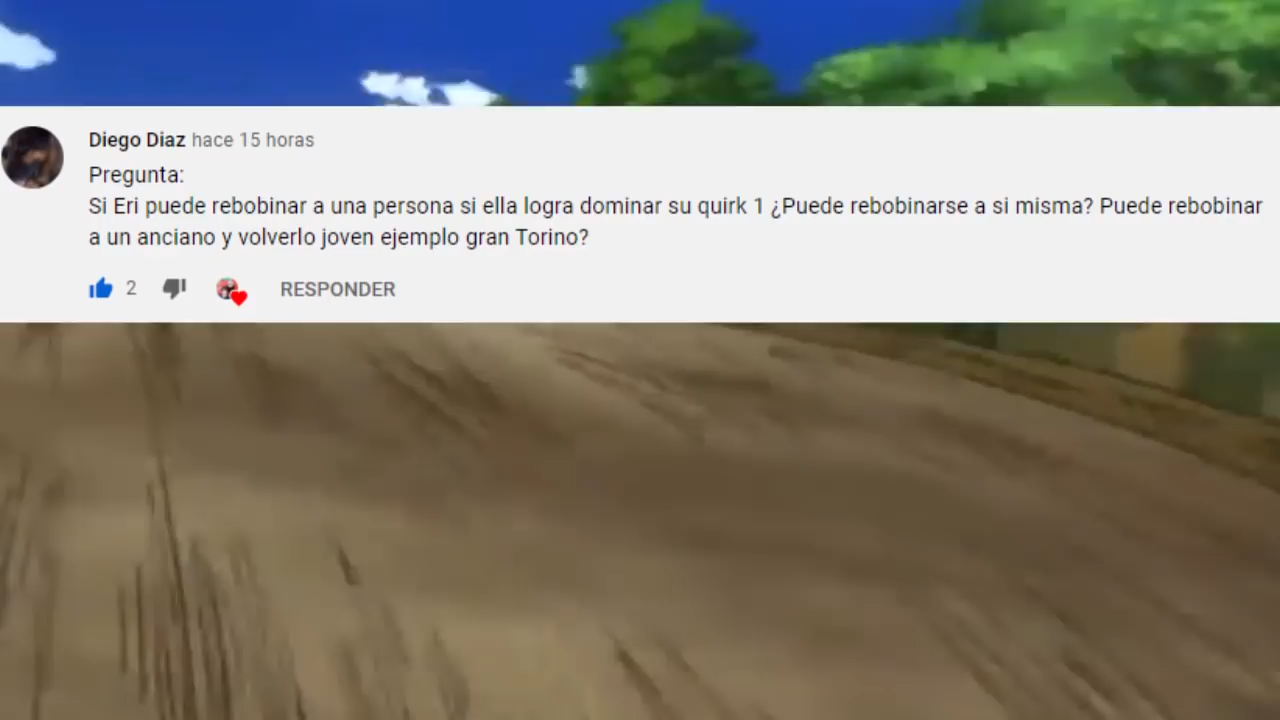 Diego Diaz hace 15 horas
Pregunta:
Si Eri puede rebobinar a una persona si ella logra dominar su quirk 1 ¿Puede rebobinarse a si misma? Puede rebobinar
a un anciano y volverlo joven ejemplo gran Torino?
2 RESPONDER